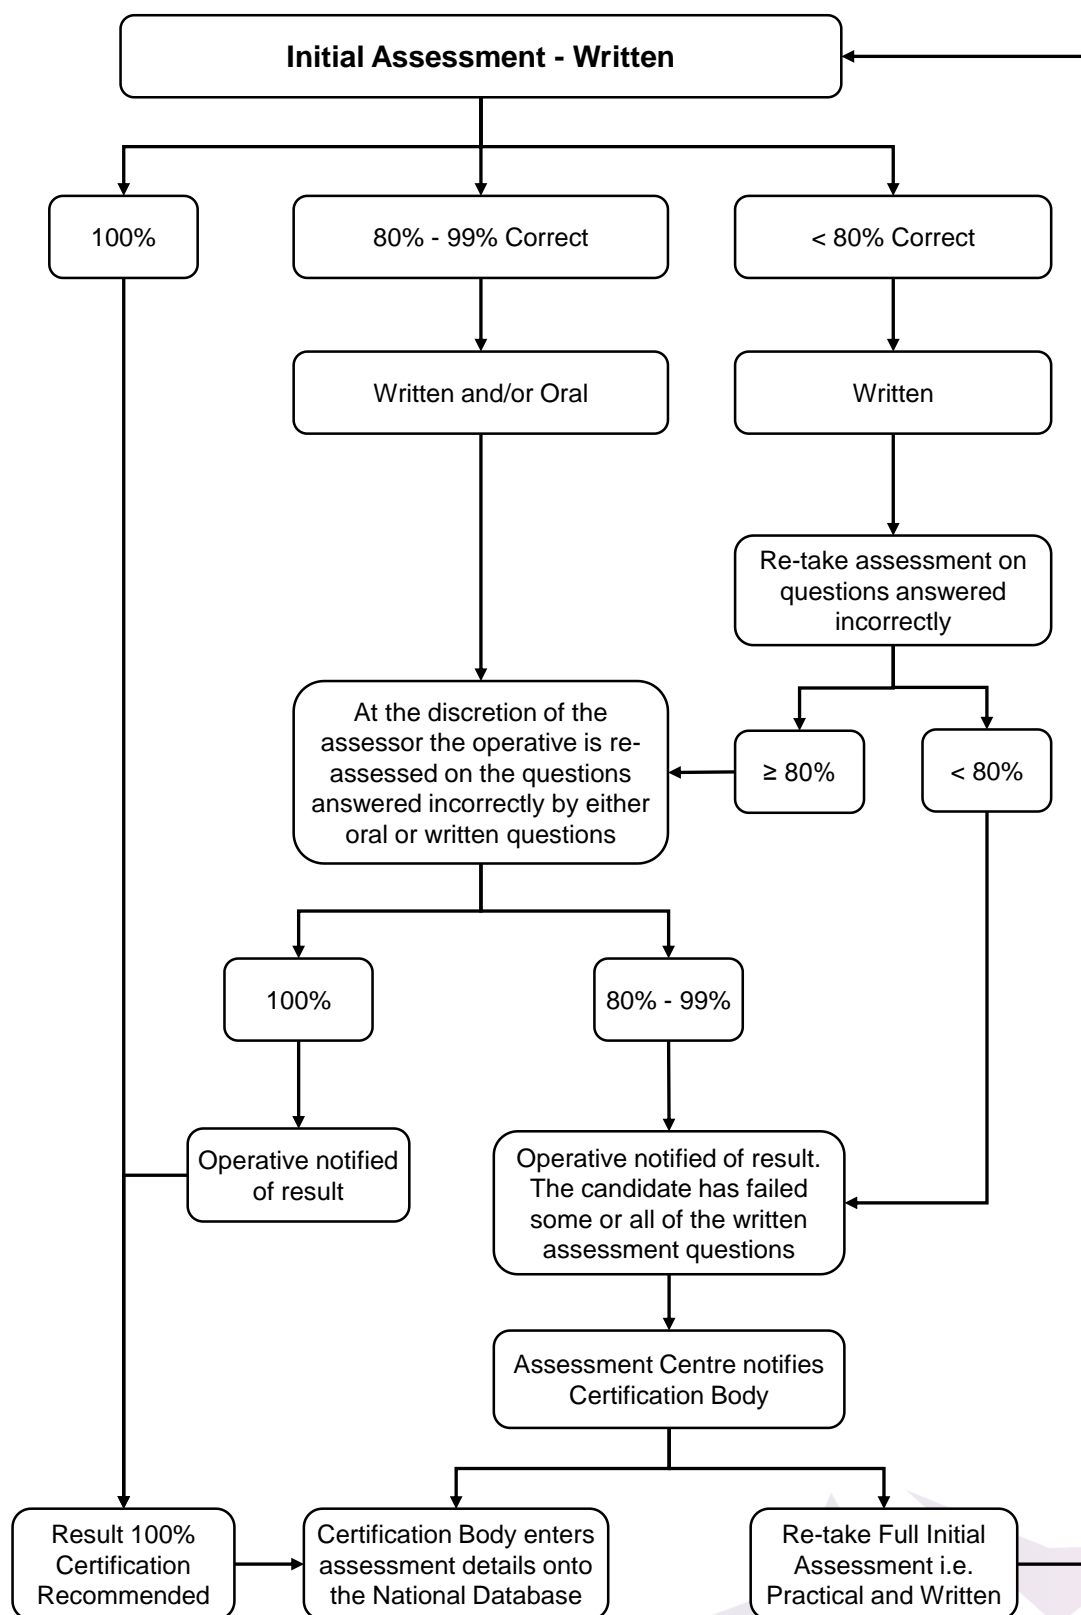 Initial Assessment - Written
100%
80% - 99% Correct
< 80% Correct
Written and/or Oral
Written
Re-take assessment on
questions answered
incorrectly
At the discretion of the
assessor the operative is re-
assessed on the questions
answered incorrectly by either
oral or written questions
≥ 80%
< 80%
100%
80% - 99%
Operative notified
of result
Operative notified of result.
The candidate has failed
some or all of the written
assessment questions
Assessment Centre notifies
Certification Body
Result 100%
Certification
Recommended
Certification Body enters
assessment details onto
the National Database
Re-take Full Initial
Assessment i.e.
Practical and Written